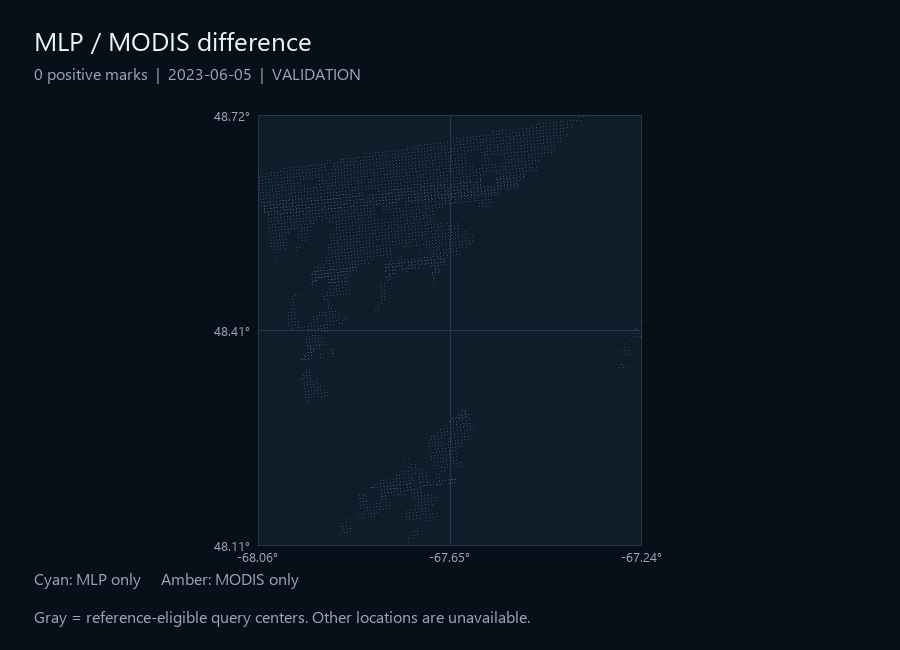 MLP / MODIS difference
0 positive marks | 2023-06-05 | VALIDATION
48.72°
48.41°
48.11°
-68.06° -67.65° -67.24°
Cyan: MLP only Amber: MODIS only
Gray = reference-eligible query centers. Other locations are unavailable.